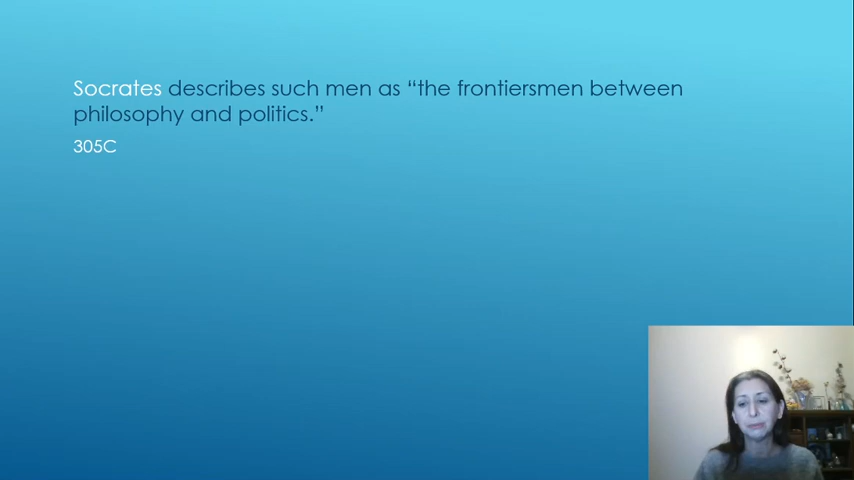 Socrates describes such men as “the frontiersmen between
philosophy and politics.”
305C